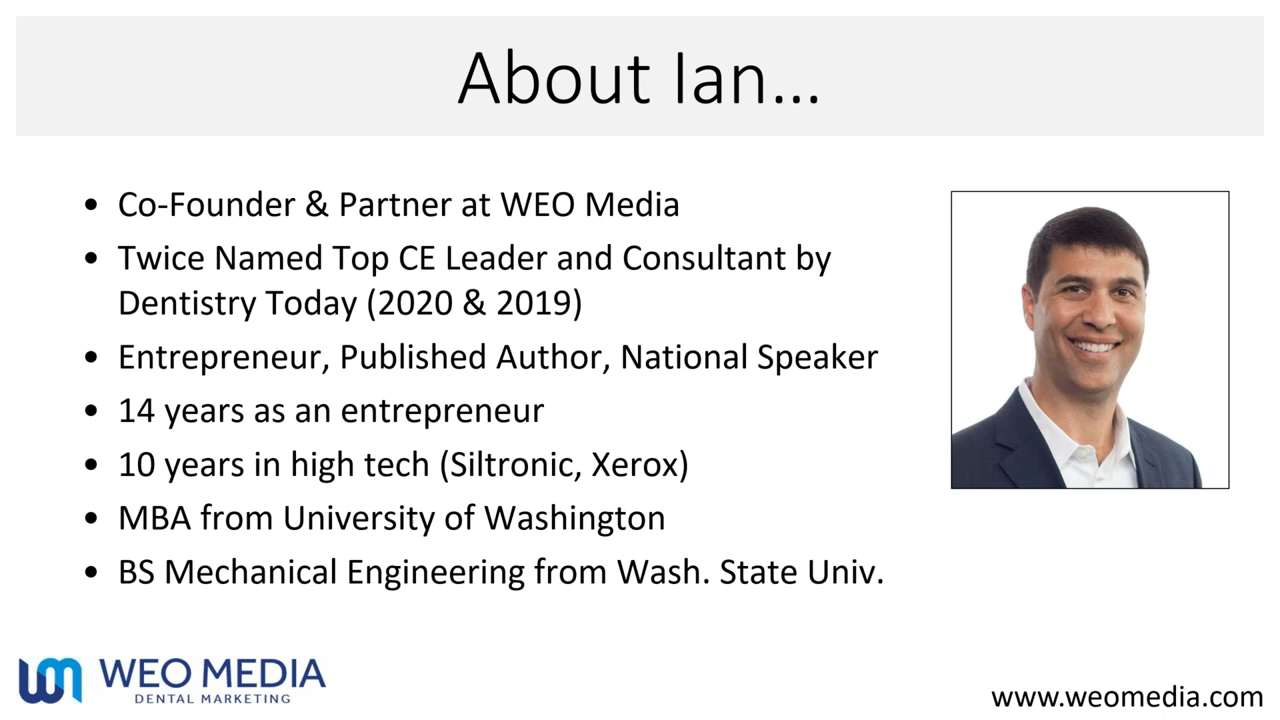 About Ian…
• Co-Founder & Partner at WEO Media
• Twice Named Top CE Leader and Consultant by
Dentistry Today (2020 & 2019)
• Entrepreneur, Published Author, National Speaker
• 14 years as an entrepreneur
• 10 years in high tech (Siltronic, Xerox)
• MBA from University of Washington
• BS Mechanical Engineering from Wash. State Univ.
WEO MEDIA
DENTAL MARKETING
www.weomedia.com